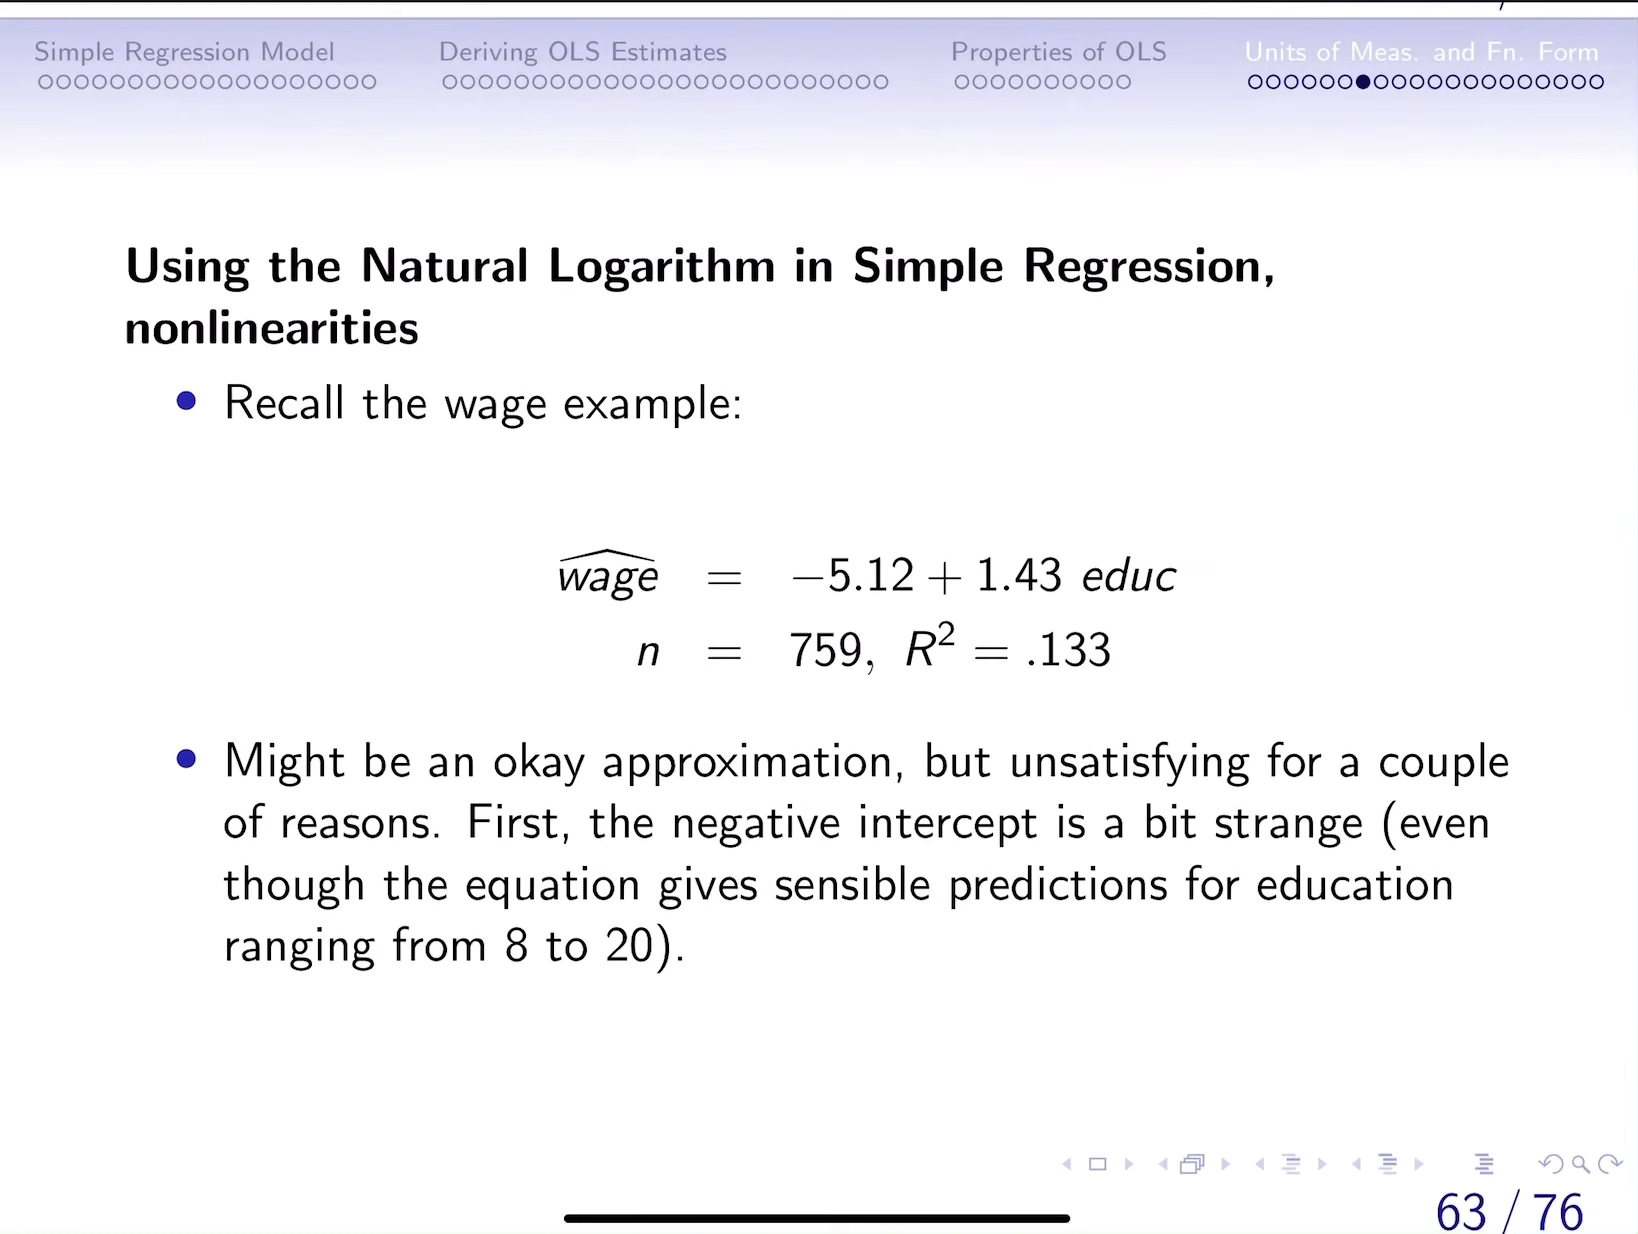 Simple Regression Model Deriving OLS Estimates Properties of OLS Units of Meas. and Fn. Form
Using the Natural Logarithm in Simple Regression,
nonlinearities
• Recall the wage example:
$\widehat{wage}$ = −5.12 + 1.43 educ
n = 759, R² = .133
• Might be an okay approximation, but unsatisfying for a couple
of reasons. First, the negative intercept is a bit strange (even
though the equation gives sensible predictions for education
ranging from 8 to 20).
63 / 76